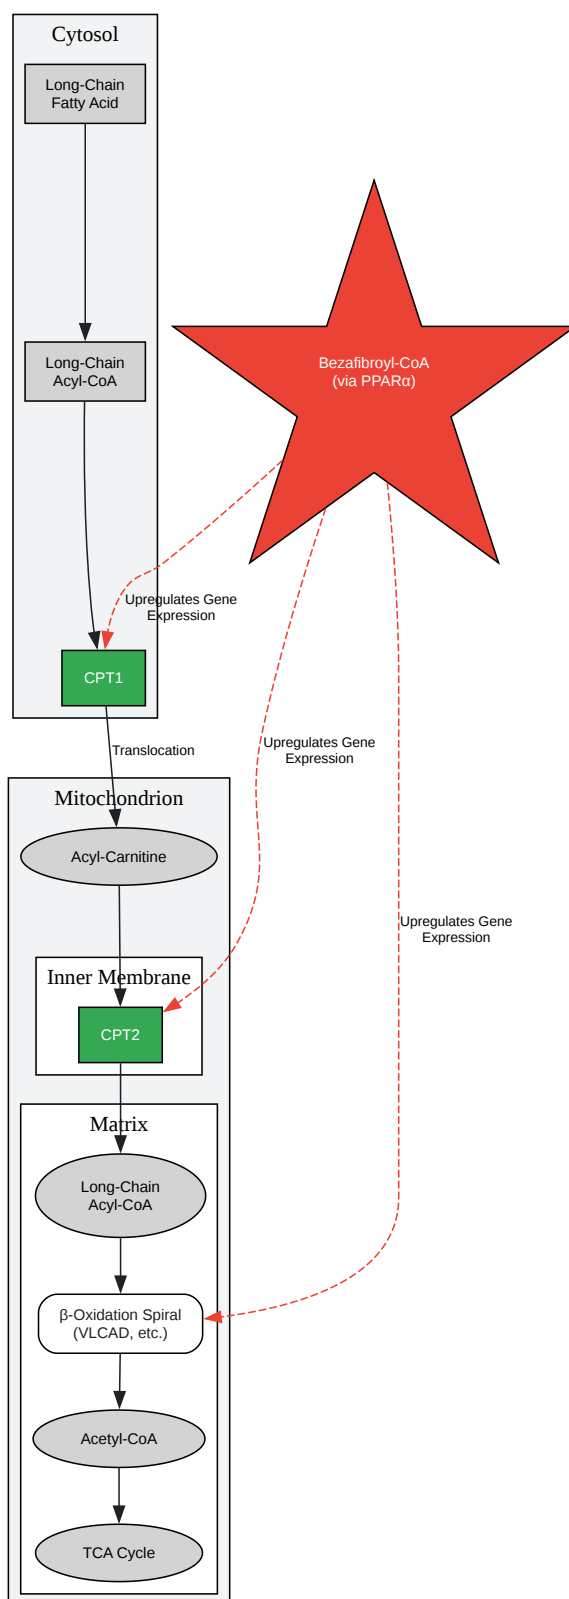 Cytosol
Long-Chain
Fatty Acid
Long-Chain
Acyl-CoA
Bezafibroyl-CoA
(via PPARα)
Upregulates Gene
Expression
CPT1
Translocation
Upregulates Gene
Expression
Mitochondrion
Acyl-Carnitine
Upregulates Gene
Expression
Inner Membrane
CPT2
Matrix
Long-Chain
Acyl-CoA
β-Oxidation Spiral
(VLCAD, etc.)
Acetyl-CoA
TCA Cycle